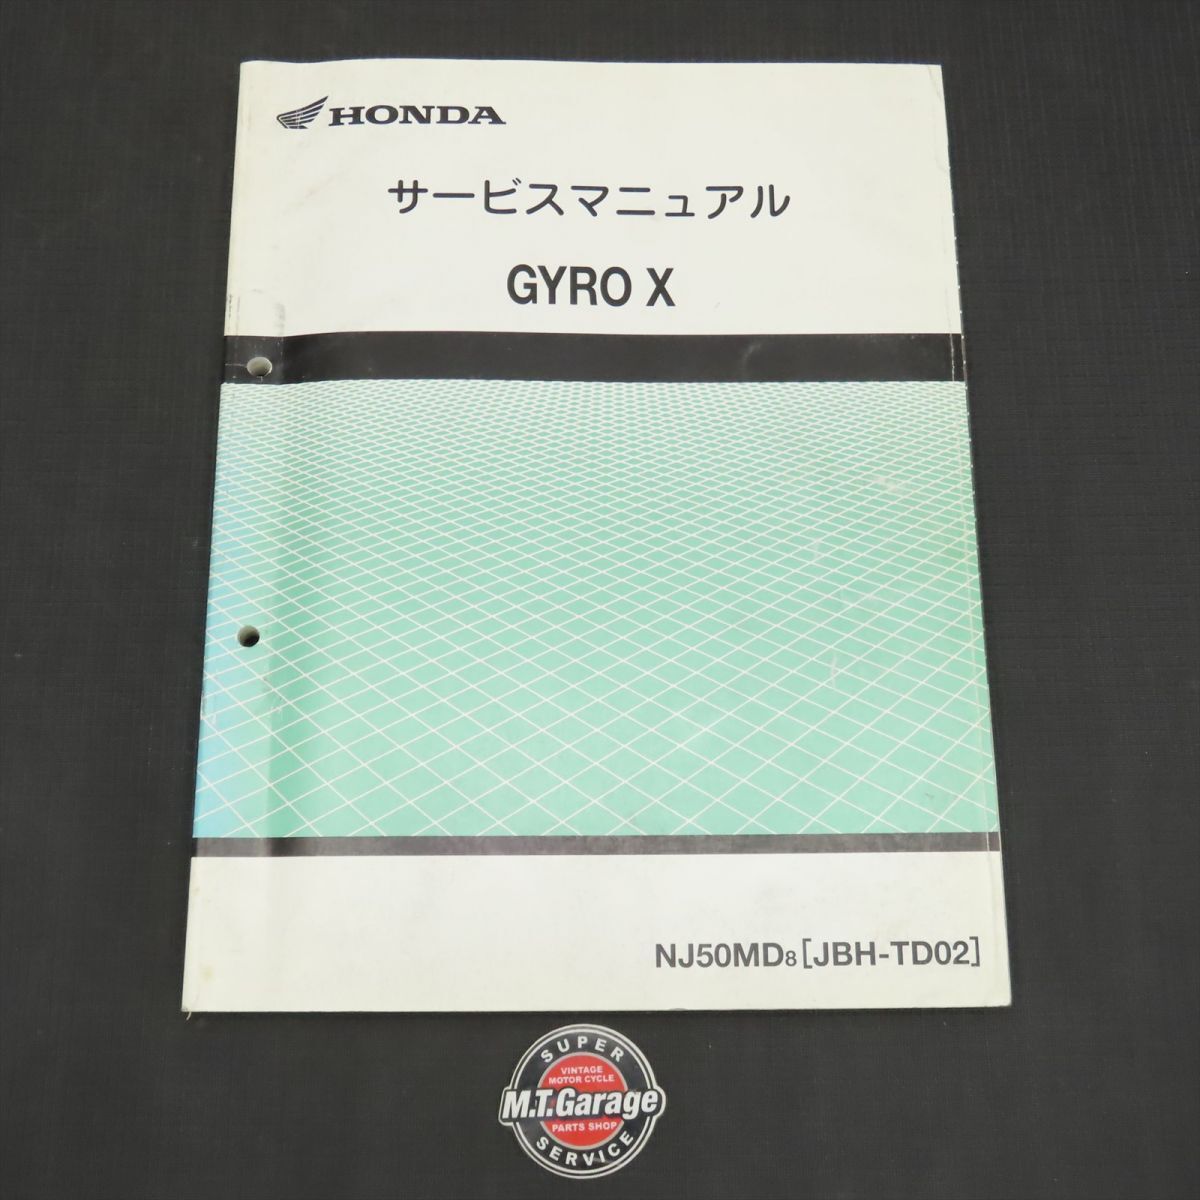 HONDA
サービスマニュアル
GYRO X
NJ50MD8[JBH-TD02]
SUPER
VINTAGE
MOTOR CYCLE
M.T.Garage
PARTS SHOP
SERVICE